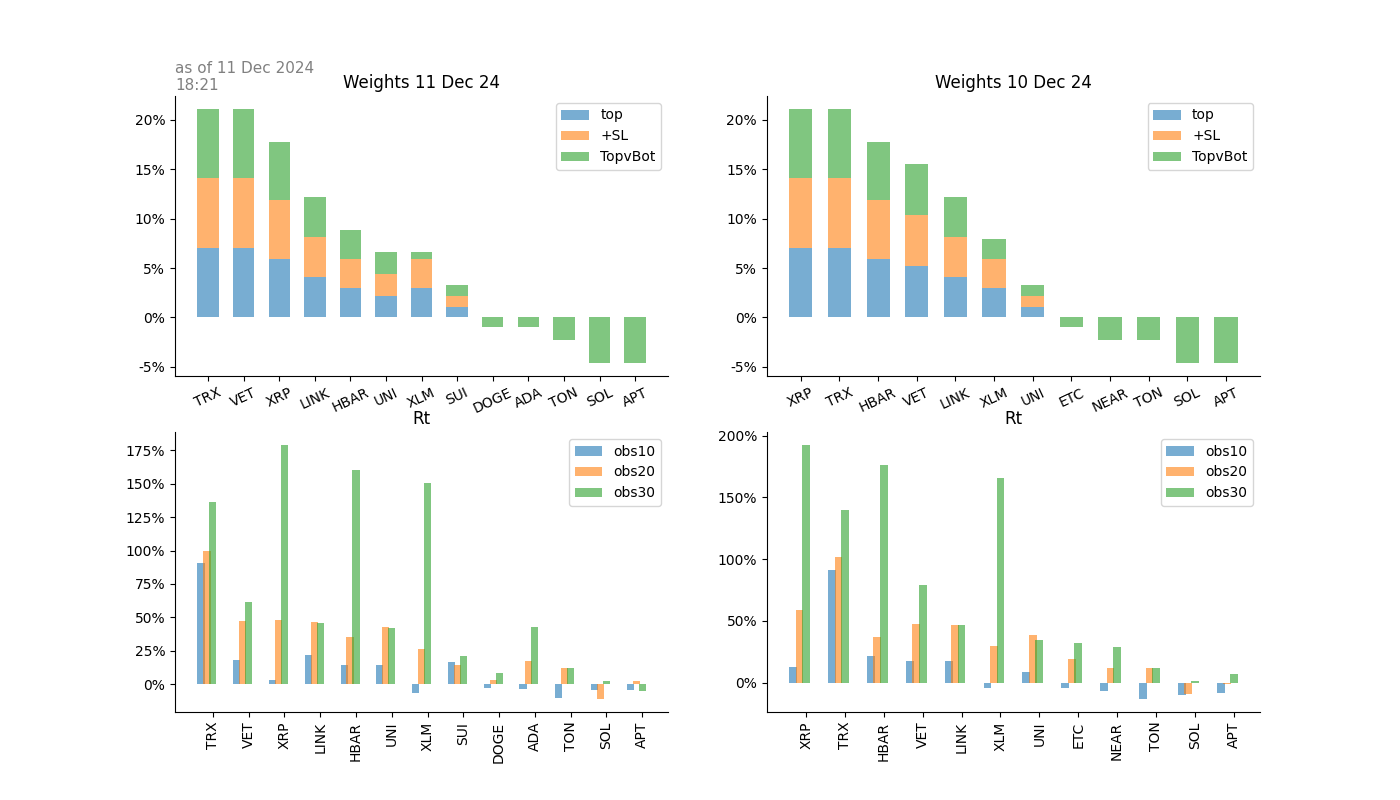 as of 11 Dec 2024
18:21
Weights 11 Dec 24
20%
15%
10%
5%
0%
-5%
top
+SL
TopvBot
TRX VET XRP LINK HBAR UNI XLM SUI DOGE ADA TON SOL APT
Weights 10 Dec 24
20%
15%
10%
5%
0%
-5%
top
+SL
TopvBot
XRP TRX HBAR VET LINK XLM UNI ETC NEAR TON SOL APT
Rt
175%
150%
125%
100%
75%
50%
25%
0%
obs10
obs20
obs30
TRX VET XRP LINK HBAR UNI XLM SUI DOGE ADA TON SOL APT
Rt
200%
150%
100%
50%
0%
obs10
obs20
obs30
XRP TRX HBAR VET LINK XLM UNI ETC NEAR TON SOL APT